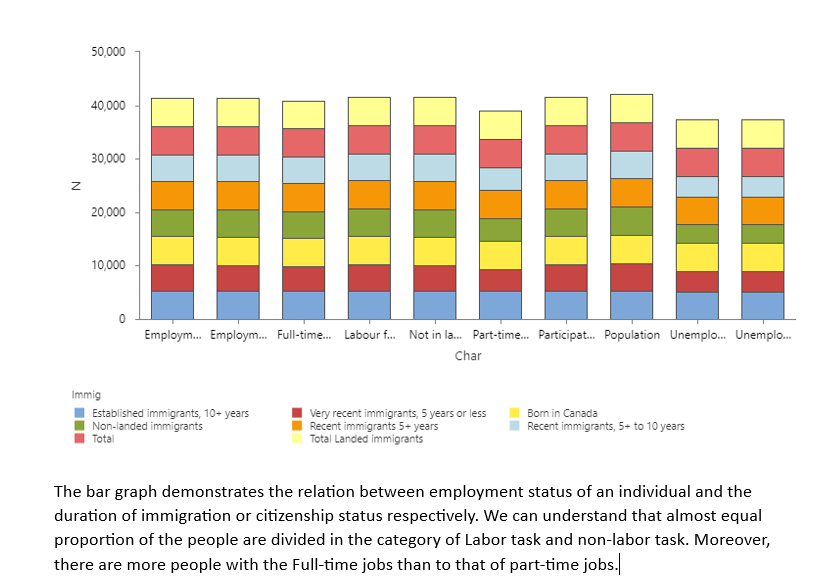 50,000
40,000
30,000
20,000
10,000
0
N
Employm... Employm... Full-time... Labour f... Not in la... Part-time... Participat... Population Unemplo... Unemplo...
Char
Immig
Established immigrants, 10+ years Very recent immigrants, 5 years or less Born in Canada
Non-landed immigrants Recent immigrants 5+ years Recent immigrants, 5+ to 10 years
Total Total Landed immigrants
The bar graph demonstrates the relation between employment status of an individual and the
duration of immigration or citizenship status respectively. We can understand that almost equal
proportion of the people are divided in the category of Labor task and non-labor task. Moreover,
there are more people with the Full-time jobs than to that of part-time jobs.